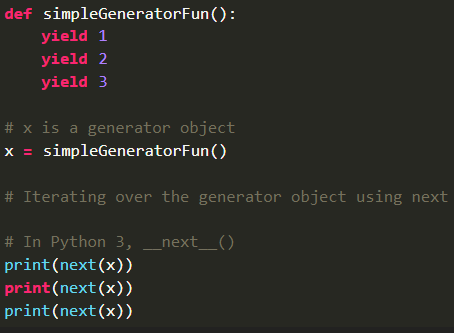 def simpleGeneratorFun():
    yield 1
    yield 2
    yield 3

# x is a generator object
x = simpleGeneratorFun()

# Iterating over the generator object using next

# In Python 3, __next__()
print(next(x))
print(next(x))
print(next(x))